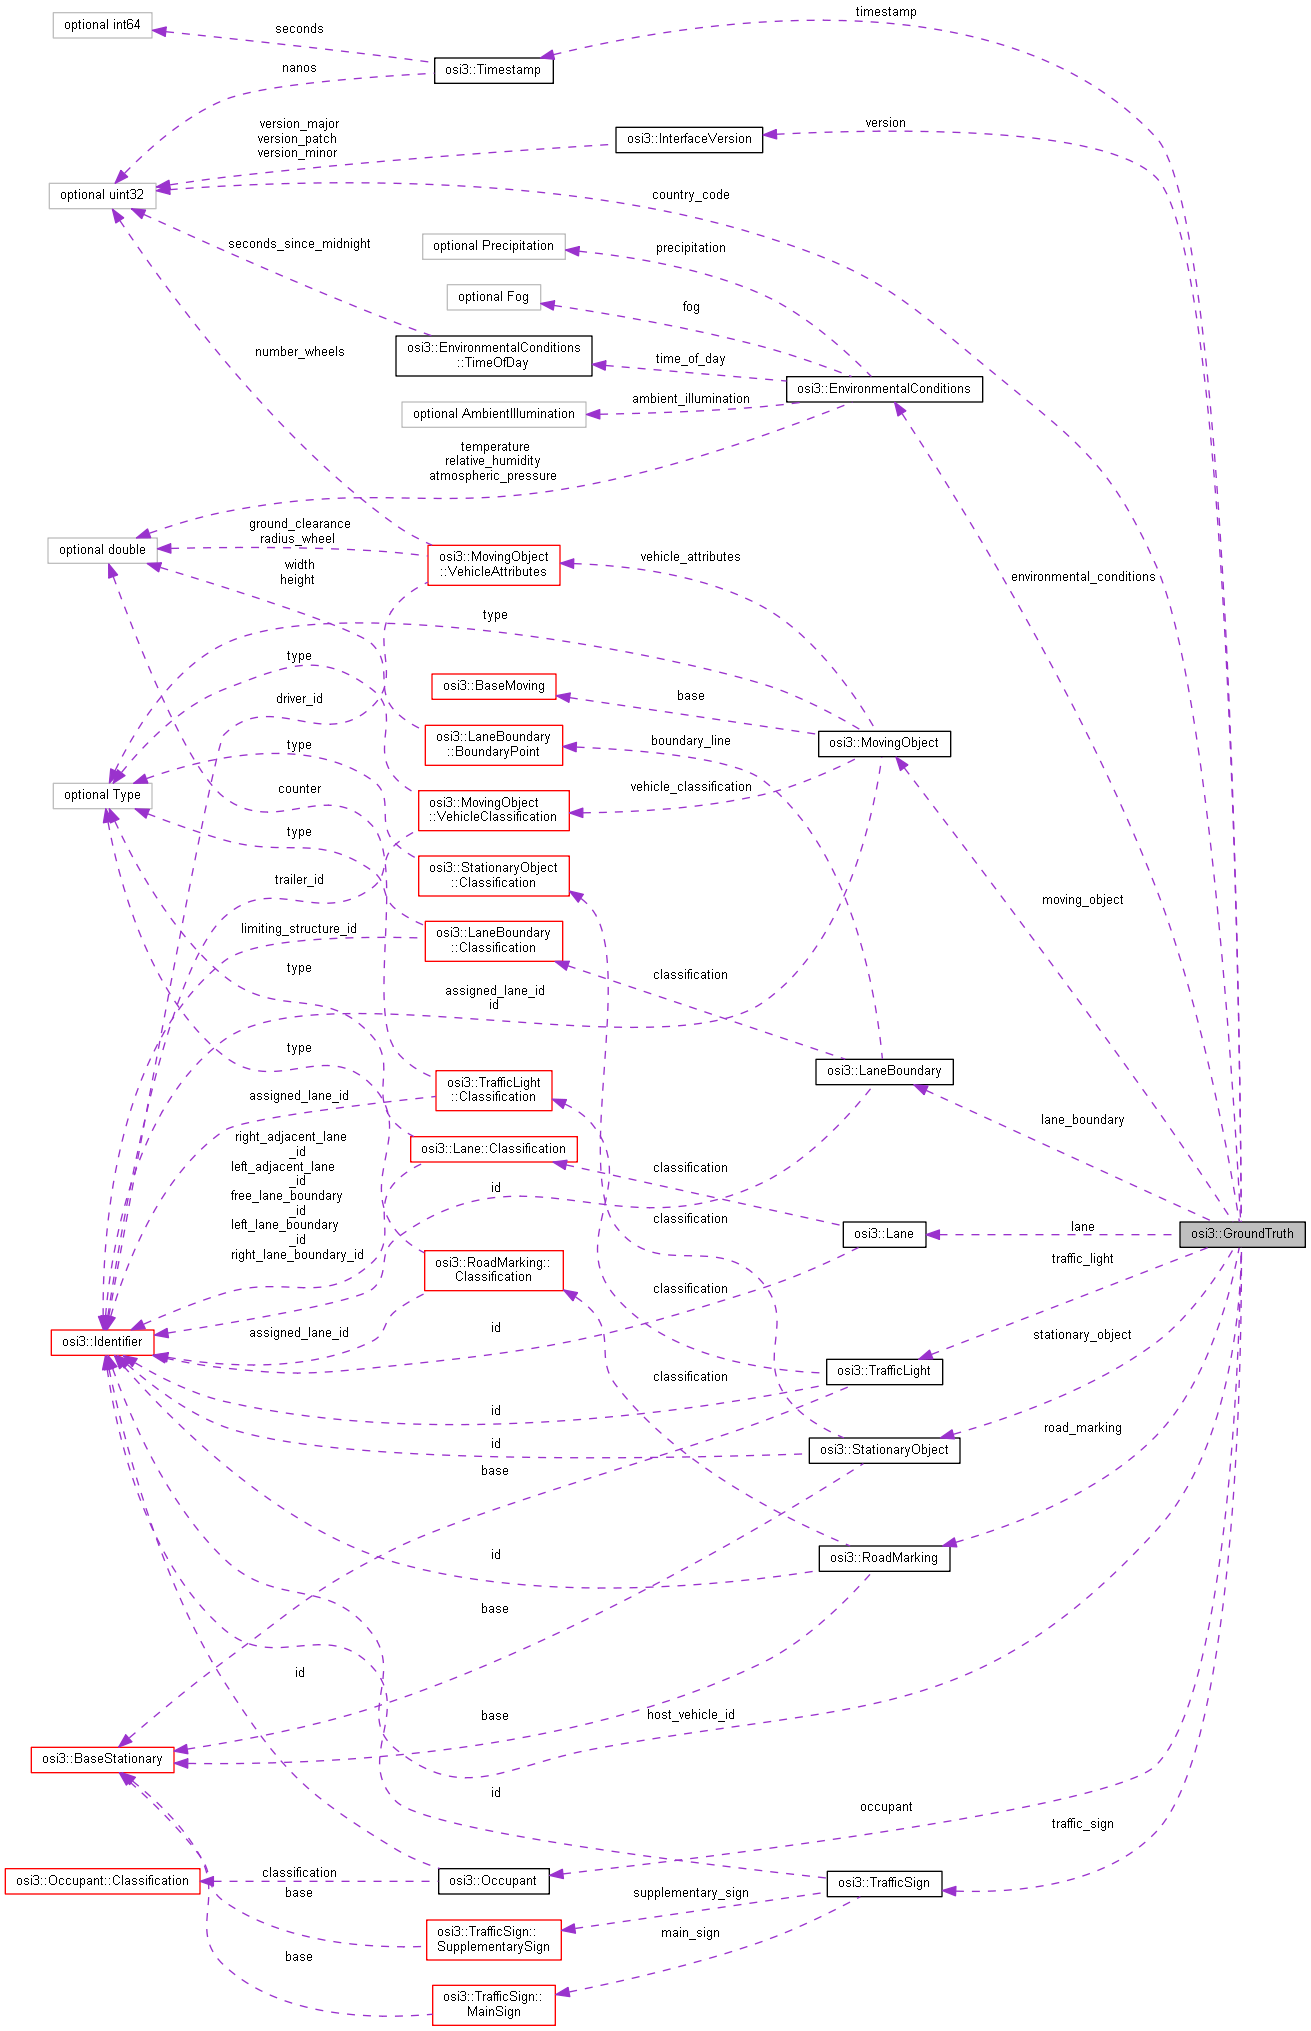 timestamp
optional int64
seconds
nanos
osi3::Timestamp
version_major
version_patch
version_minor
osi3::InterfaceVersion
version
optional uint32
country_code
seconds_since_midnight
optional Precipitation
precipitation
optional Fog
fog
number_wheels
osi3::EnvironmentalConditions
::TimeOfDay
time_of_day
osi3::EnvironmentalConditions
optional AmbientIllumination
ambient_illumination
temperature
relative_humidity
atmospheric_pressure
optional double
ground_clearance
radius_wheel
osi3::MovingObject
::VehicleAttributes
vehicle_attributes
environmental_conditions
width
height
type
type
driver_id
osi3::BaseMoving
base
osi3::LaneBoundary
::BoundaryPoint
boundary_line
osi3::MovingObject
type
optional Type
counter
osi3::MovingObject
::VehicleClassification
vehicle_classification
type
trailer_id
osi3::StationaryObject
::Classification
moving_object
limiting_structure_id
osi3::LaneBoundary
::Classification
type
classification
assigned_lane_id
id
type
osi3::TrafficLight
::Classification
osi3::LaneBoundary
assigned_lane_id
lane_boundary
right_adjacent_lane
_id
left_adjacent_lane
_id
free_lane_boundary
_id
left_lane_boundary
_id
right_lane_boundary_id
osi3::Lane::Classification
classification
id
classification
osi3::Lane
lane
osi3::GroundTruth
osi3::RoadMarking::
Classification
traffic_light
classification
osi3::Identifier
assigned_lane_id
id
stationary_object
classification
osi3::TrafficLight
id
id
road_marking
osi3::StationaryObject
base
id
osi3::RoadMarking
base
id
base
host_vehicle_id
osi3::BaseStationary
id
occupant
traffic_sign
osi3::Occupant::Classification
classification
osi3::Occupant
osi3::TrafficSign
base
supplementary_sign
osi3::TrafficSign::
SupplementarySign
main_sign
base
osi3::TrafficSign::
MainSign